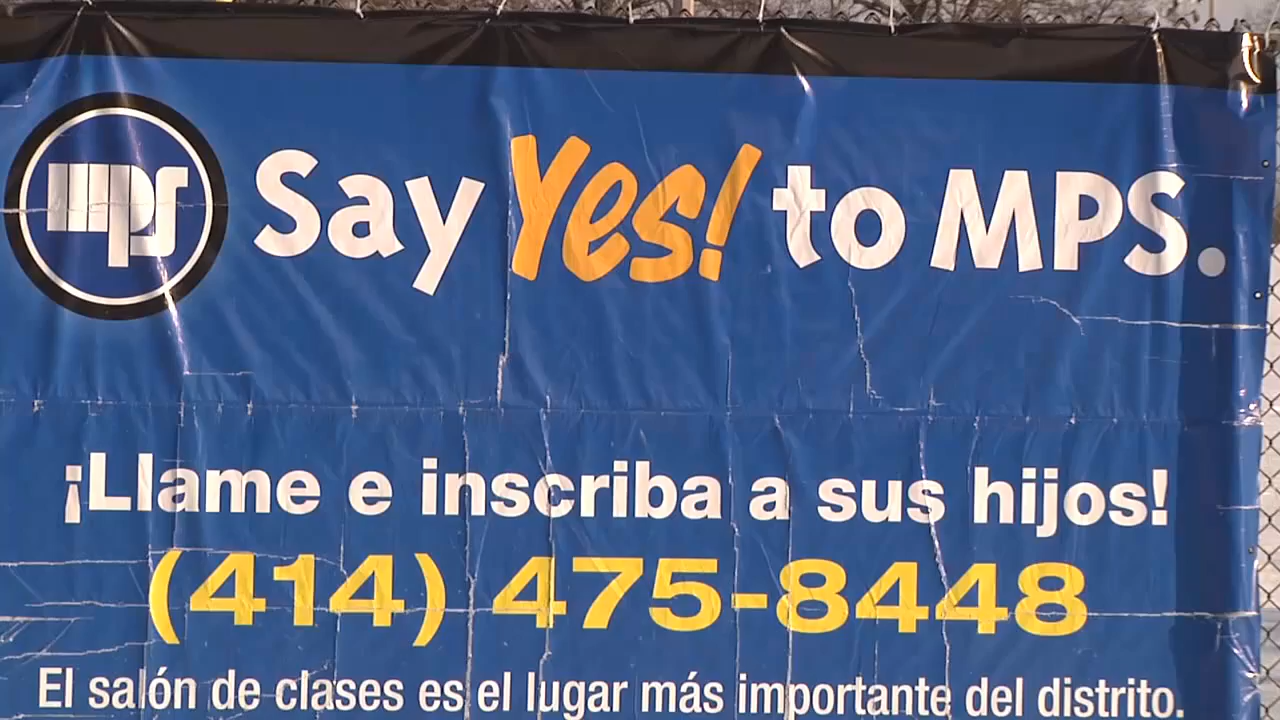 mps Say Yes! to MPS.
¡Llame e inscriba a sus hijos!
(414) 475-8448
El salón de clases es el lugar más importante del distrito.